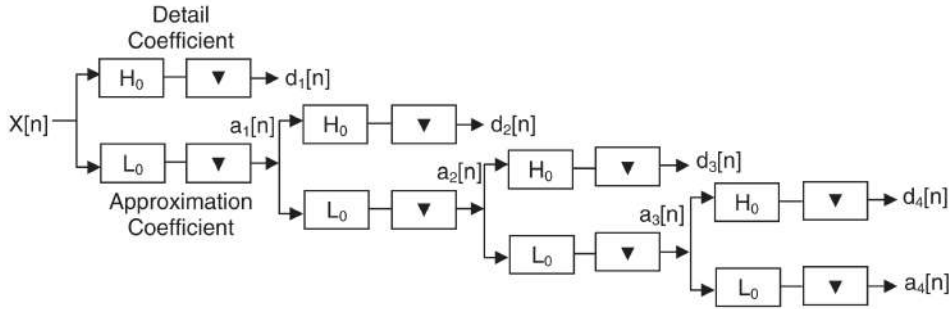 Detail
Coefficient
H₀ ▼ d₁[n]
X[n] a₁[n] H₀ ▼ d₂[n]
L₀ ▼ a₂[n] H₀ ▼ d₃[n]
Approximation
Coefficient
L₀ ▼ a₃[n] H₀ ▼ d₄[n]
L₀ ▼
L₀ ▼ a₄[n]